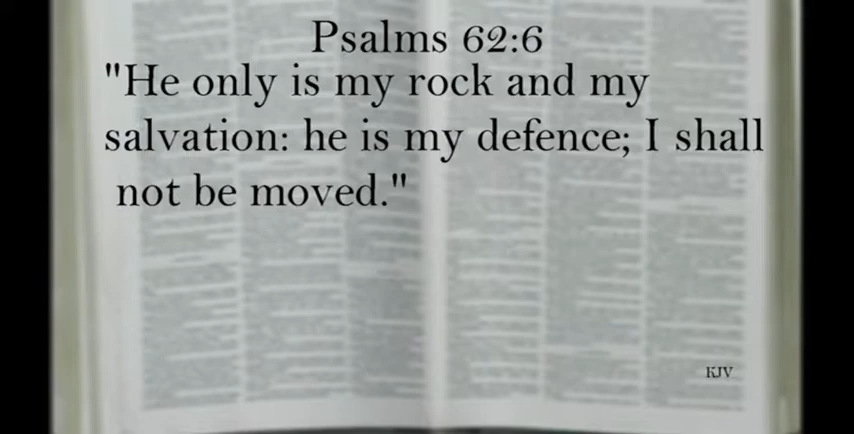 Psalms 62:6
"He only is my rock and my
salvation: he is my defence; I shall
not be moved."
KJV